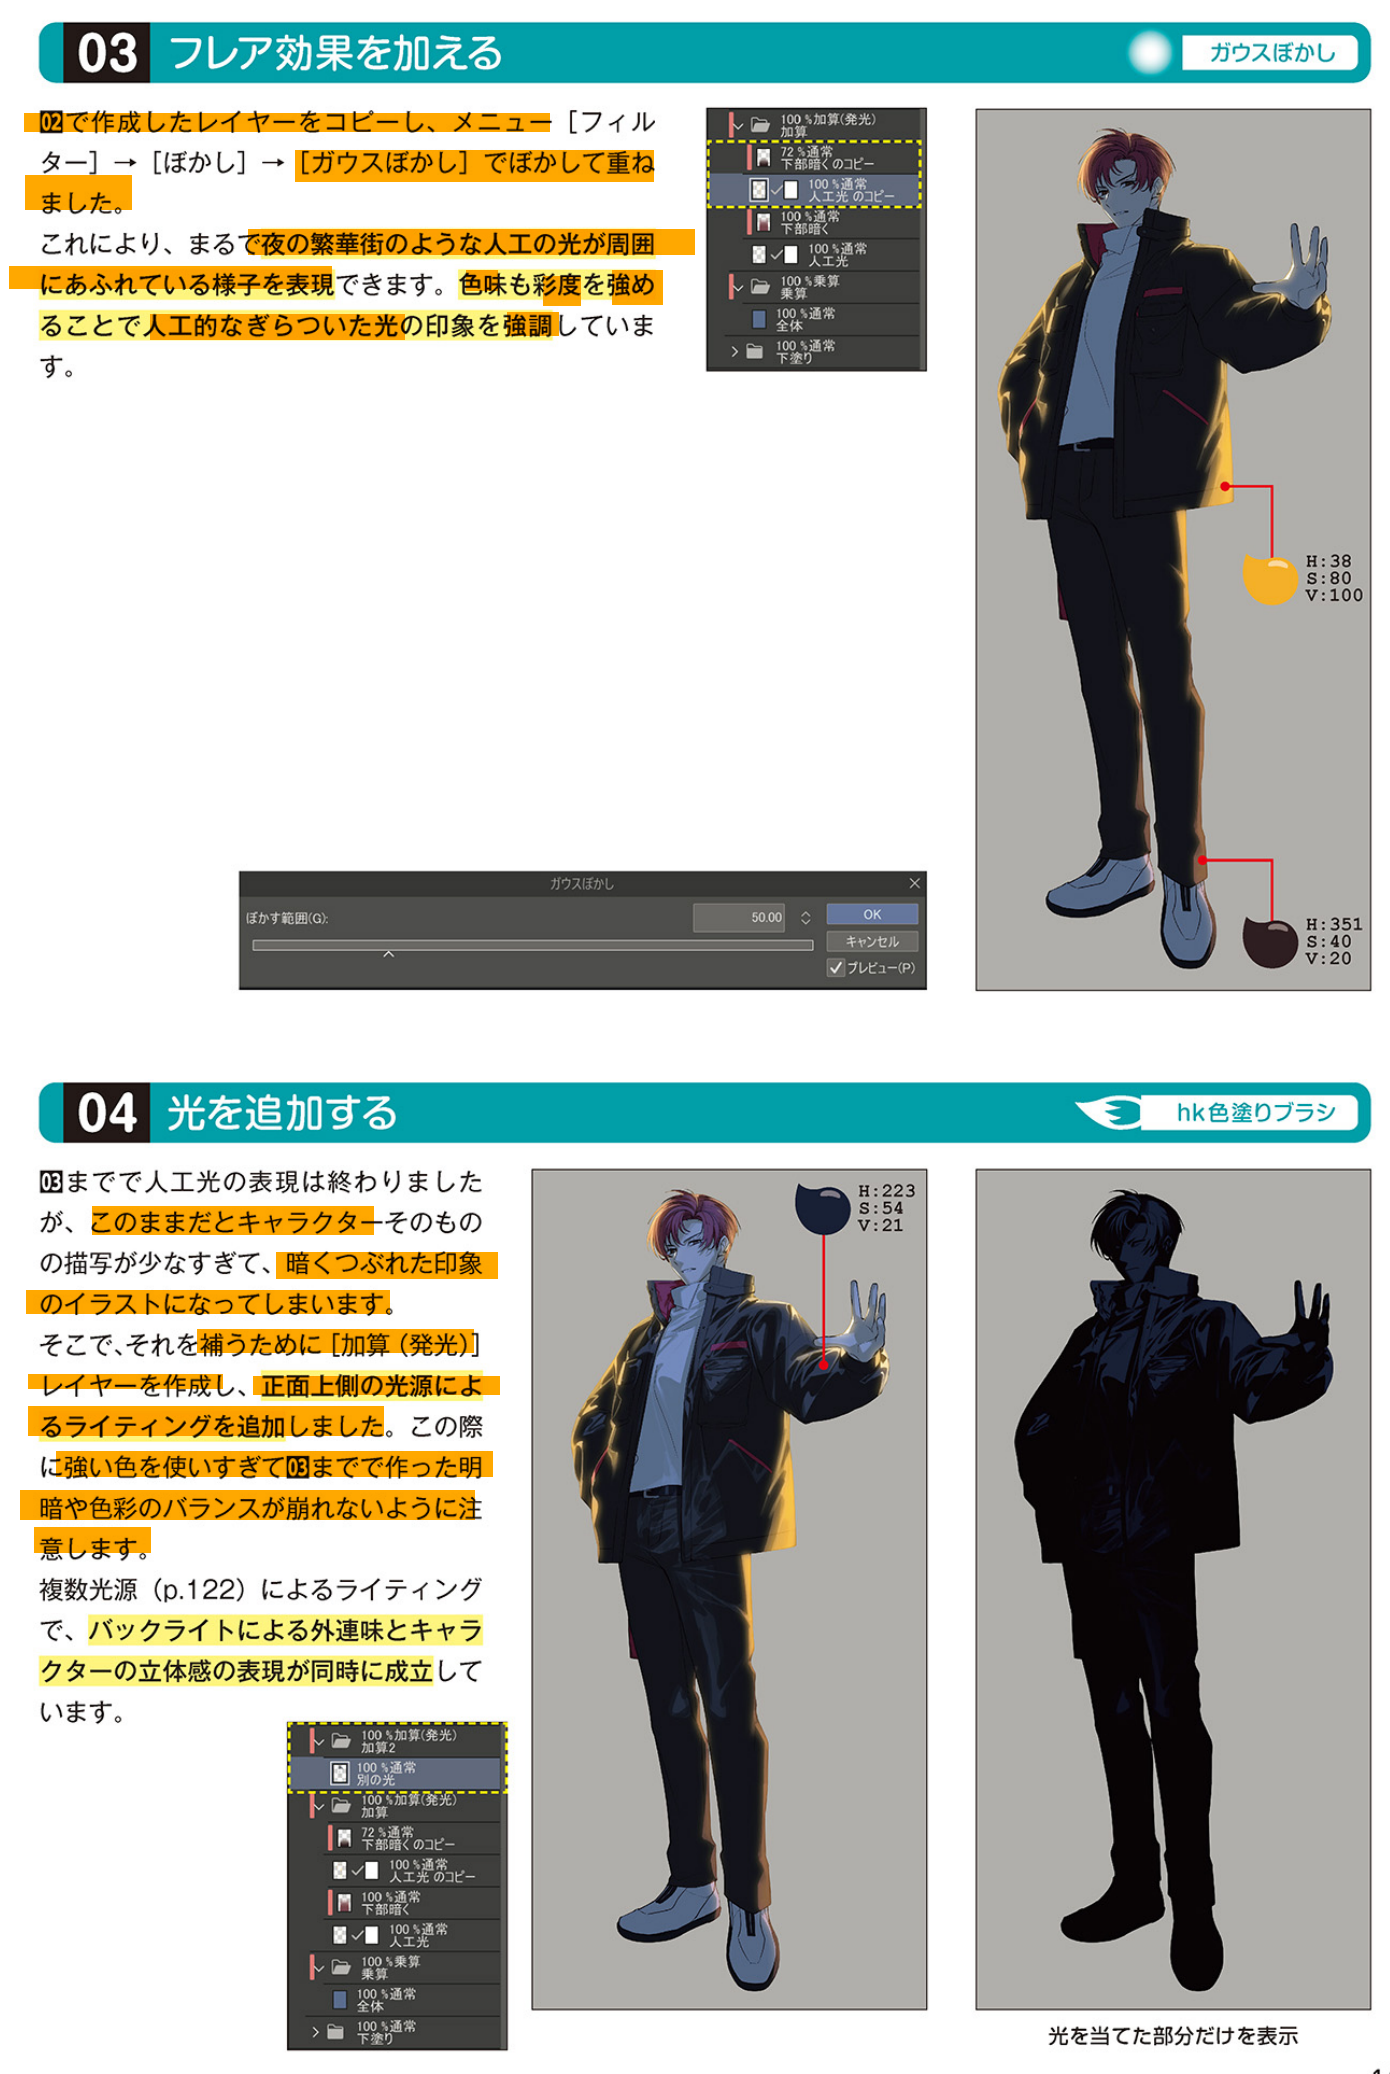 03 フレア効果を加える
ガウスぼかし
02で作成したレイヤーをコピーし、メニュー［フィル
ター］→［ぼかし］→［ガウスぼかし］でぼかして重ね
ました。
これにより、まるで夜の繁華街のような人工の光が周囲
にあふれている様子を表現できます。色味も彩度を強め
ることで人工的なぎらついた光の印象を強調していま
す。
100 %加算(発光)
加算
72 %通常
下部暗くのコピー
100 %通常
人工光 のコピー
100 %通常
下部暗く
100 %通常
人工光
100 %乗算
乗算
100 %通常
全体
100 %通常
下塗り
H:38
S:80
V:100
ガウスぼかし
ぼかす範囲(G):
50.00
OK
キャンセル
プレビュー(P)
H:351
S:40
V:20
04 光を追加する
hk色塗りブラシ
03までで人工光の表現は終わりました
が、このままだとキャラクターそのもの
の描写が少なすぎて、暗くつぶれた印象
のイラストになってしまいます。
そこで、それを補うために［加算（発光）］
レイヤーを作成し、正面上側の光源によ
るライティングを追加しました。この際
に強い色を使いすぎて03までで作った明
暗や色彩のバランスが崩れないように注
意します。
複数光源（p.122）によるライティング
で、バックライトによる外連味とキャラ
クターの立体感の表現が同時に成立して
います。
H:223
S:54
V:21
100 %加算(発光)
加算2
100 %通常
別の光
100 %加算(発光)
加算
72 %通常
下部暗くのコピー
100 %通常
人工光 のコピー
100 %通常
下部暗く
100 %通常
人工光
100 %乗算
乗算
100 %通常
全体
100 %通常
下塗り
光を当てた部分だけを表示